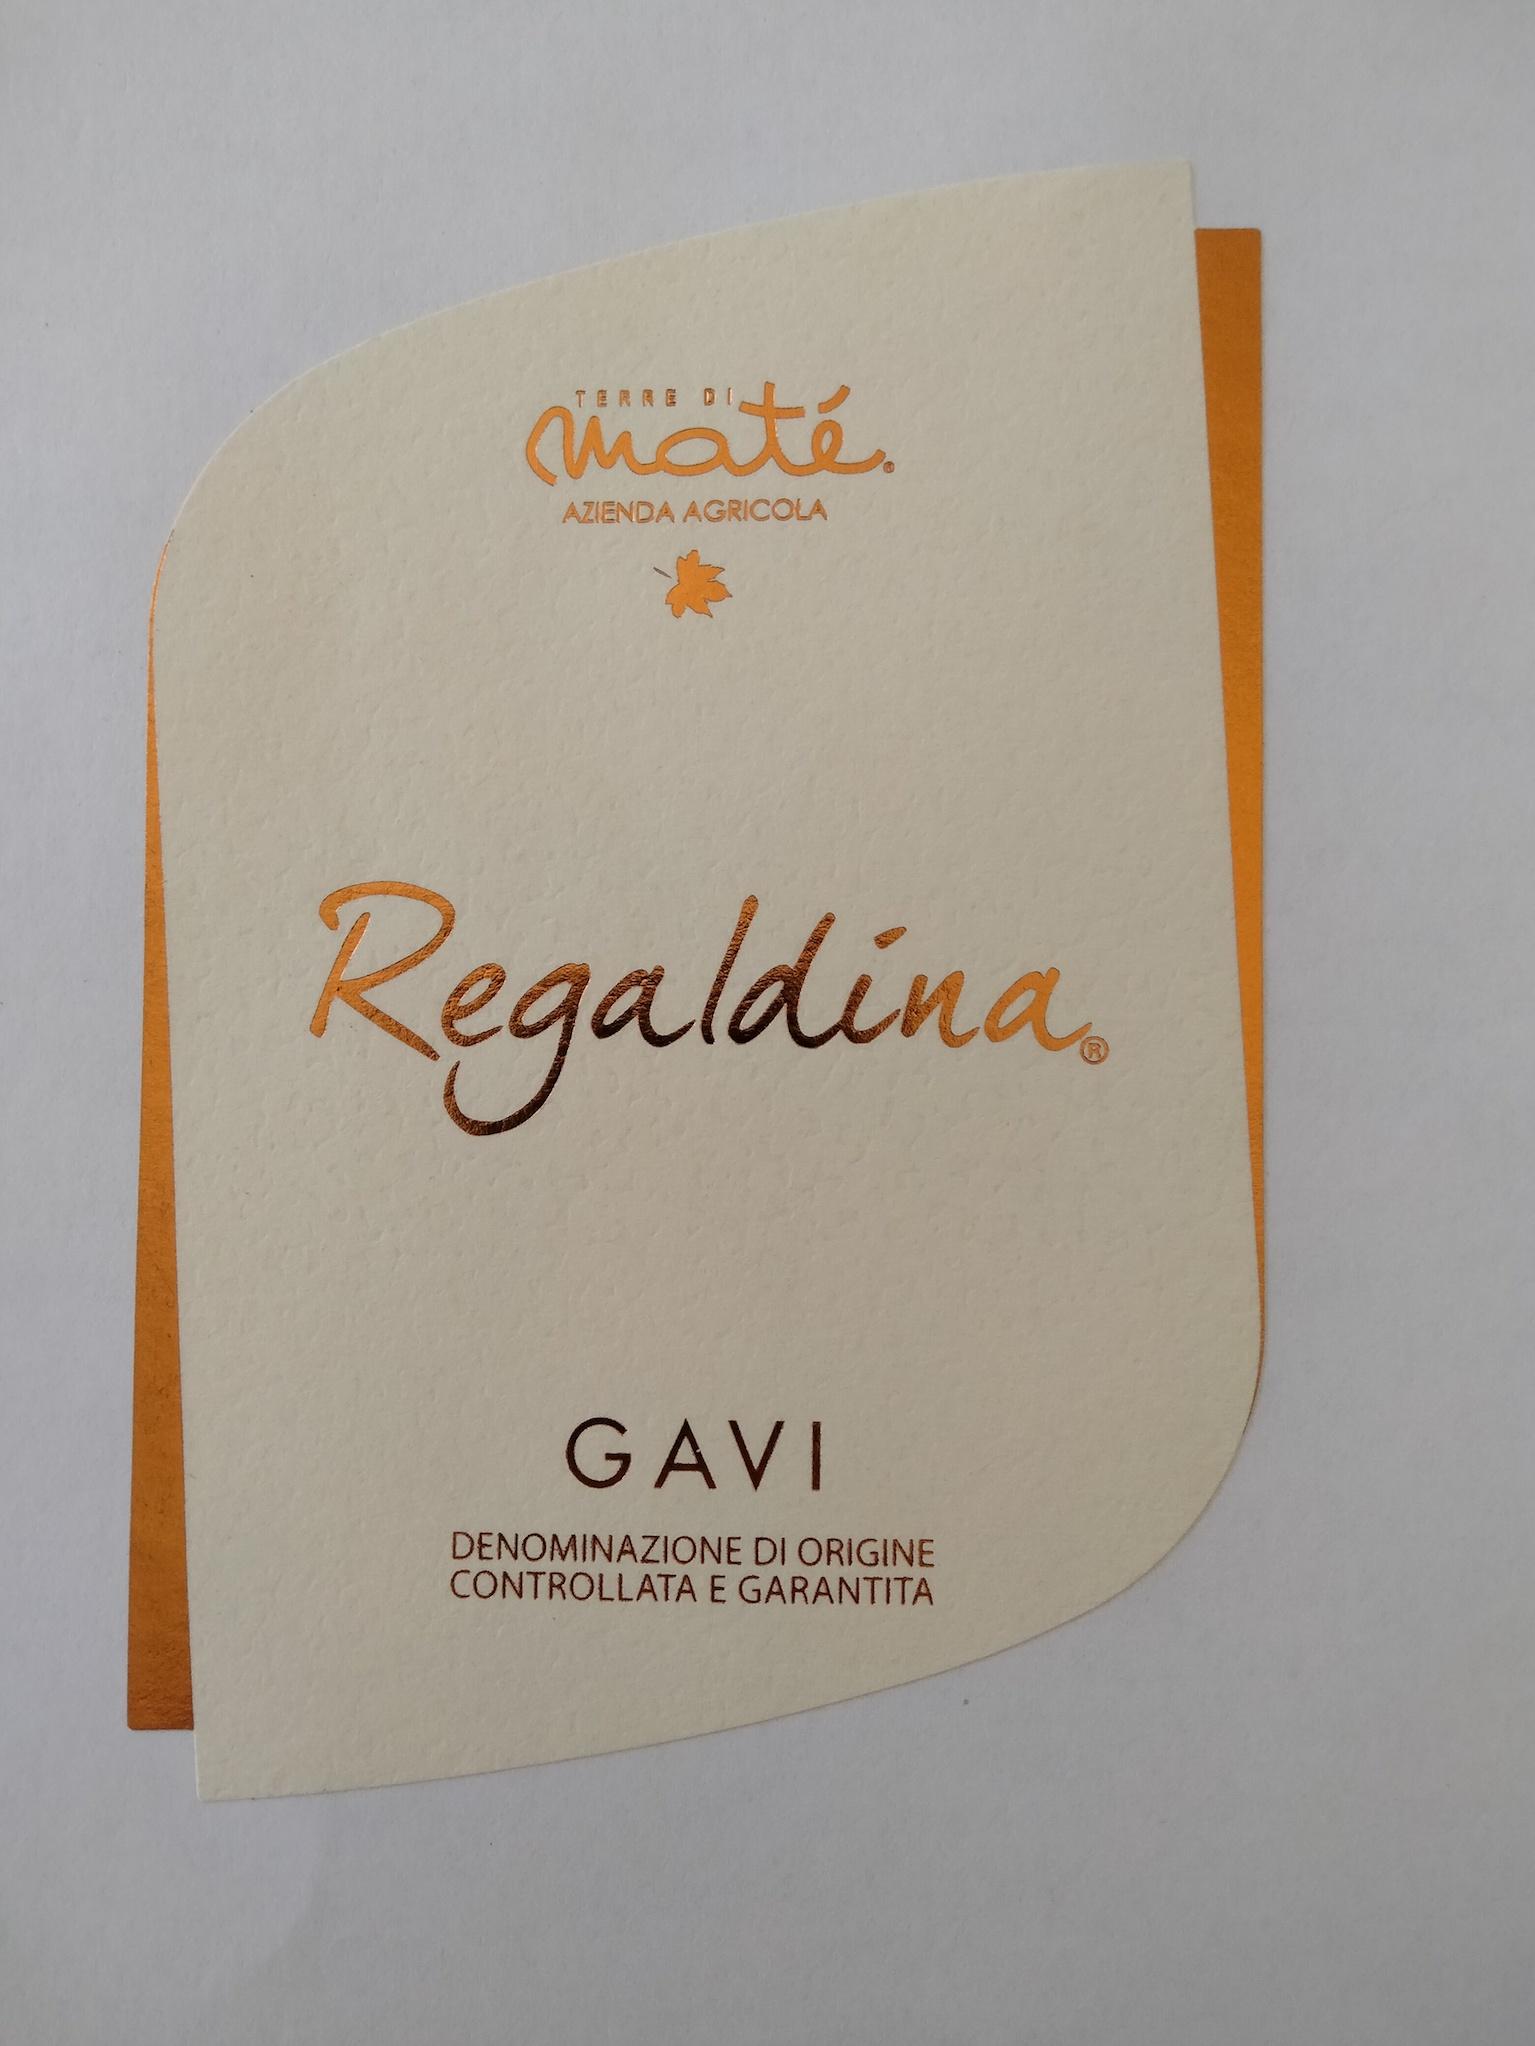 TERRE DI
maté®
AZIENDA AGRICOLA
Regaldina®
GAVI
DENOMINAZIONE DI ORIGINE
CONTROLLATA E GARANTITA